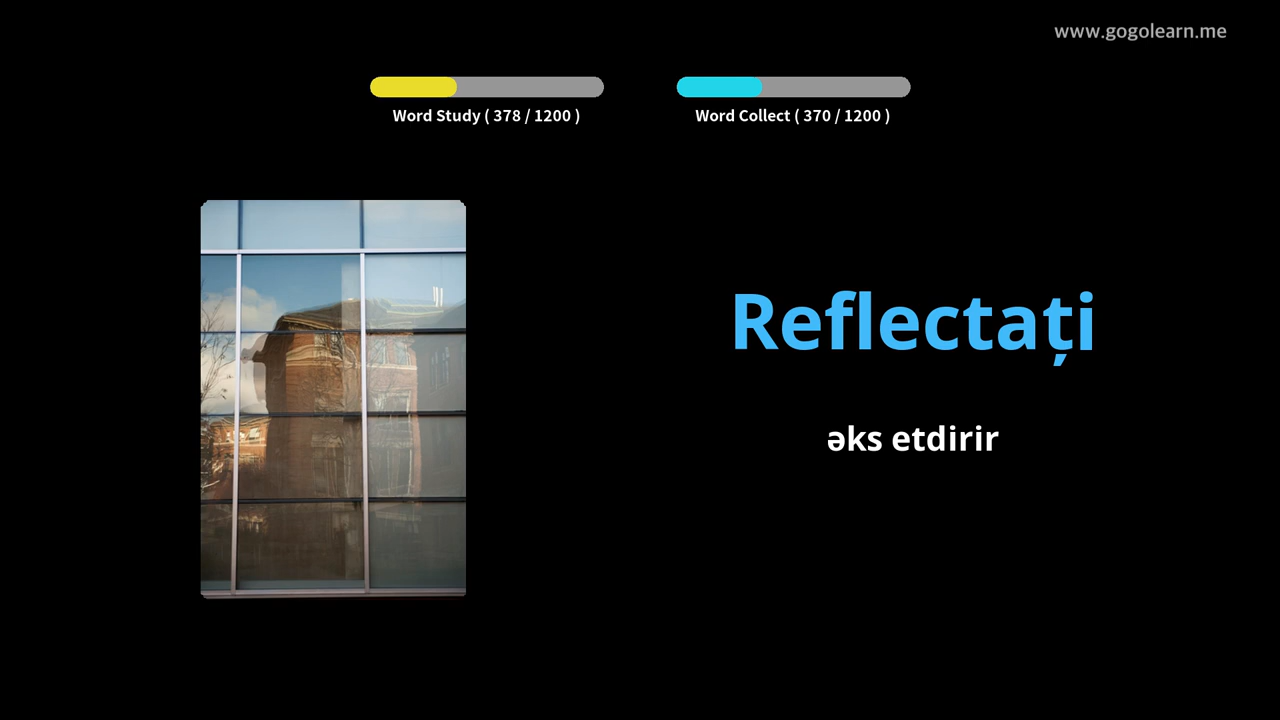 www.gogolearn.me
Word Study ( 378 / 1200 )
Word Collect ( 370 / 1200 )
Reflectați
əks etdirir